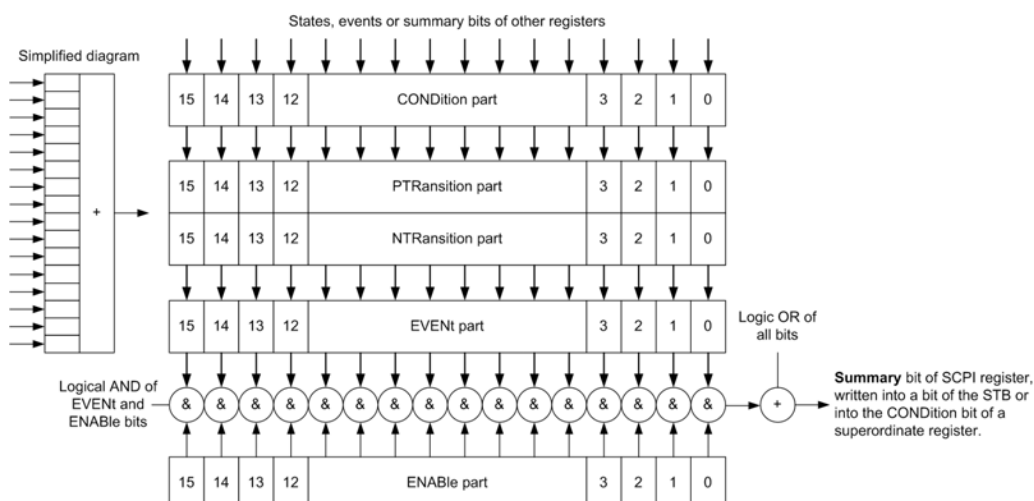 States, events or summary bits of other registers
Simplified diagram
15 14 13 12 CONDition part 3 2 1 0
15 14 13 12 PTRansition part 3 2 1 0
+
15 14 13 12 NTRansition part 3 2 1 0
15 14 13 12 EVENt part 3 2 1 0
Logic OR of
all bits
Logical AND of
EVENt and
ENABle bits
& & & & & & & & & & & & & & & &
+
Summary bit of SCPI register,
written into a bit of the STB or
into the CONDition bit of a
superordinate register.
15 14 13 12 ENABle part 3 2 1 0